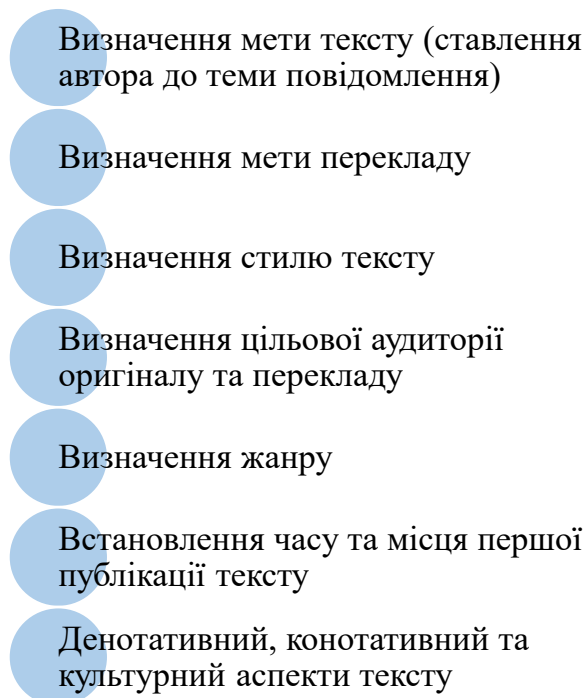 Визначення мети тексту (ставлення
автора до теми повідомлення)
Визначення мети перекладу
Визначення стилю тексту
Визначення цільової аудиторії
оригіналу та перекладу
Визначення жанру
Встановлення часу та місця першої
публікації тексту
Денотативний, конотативний та
культурний аспекти тексту